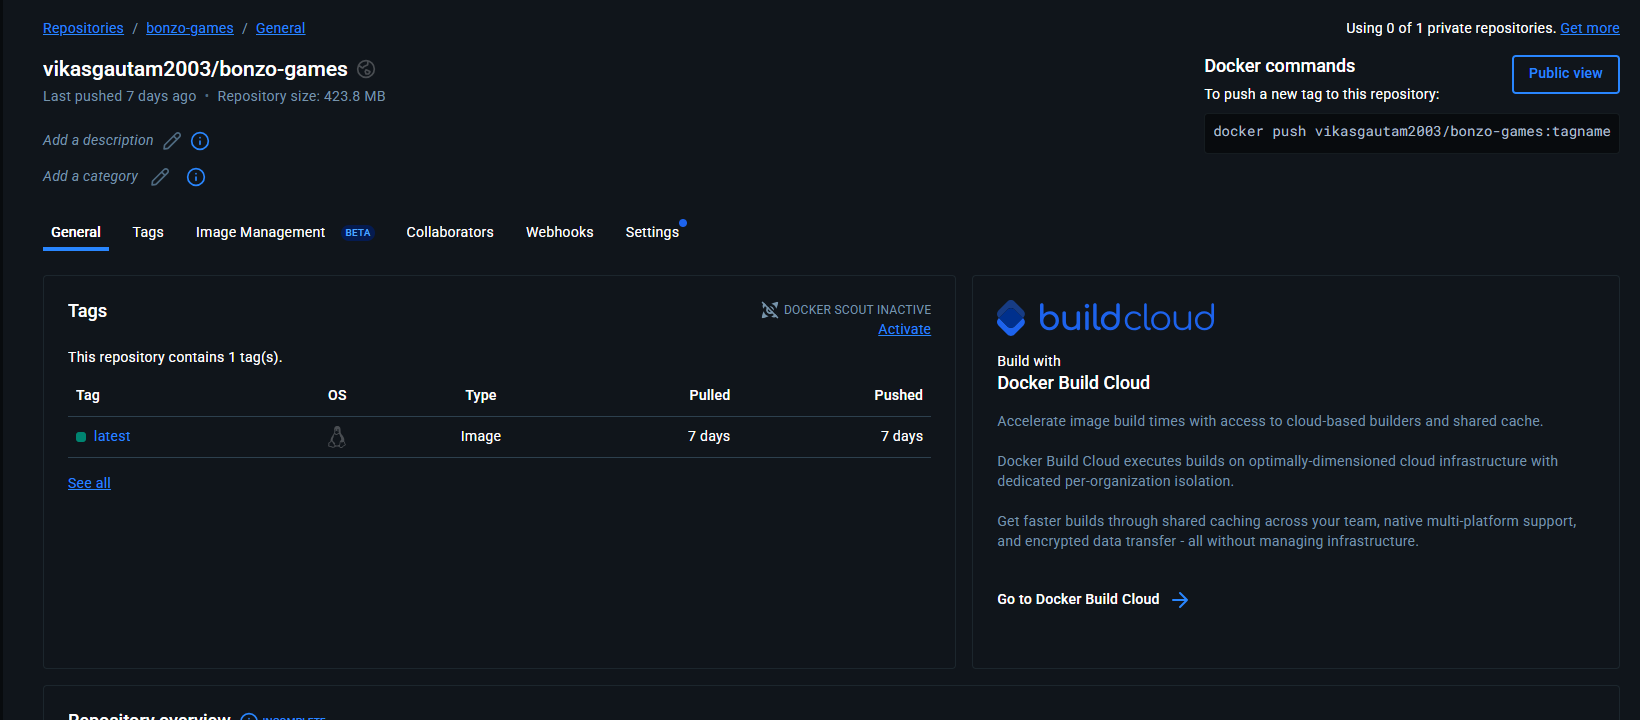 Repositories / bonzo-games / General
Using 0 of 1 private repositories. Get more
vikasgautam2003/bonzo-games
Last pushed 7 days ago • Repository size: 423.8 MB
Add a description
Add a category
Docker commands
Public view
To push a new tag to this repository:
docker push vikasgautam2003/bonzo-games:tagname
General Tags Image Management BETA Collaborators Webhooks Settings
Tags
DOCKER SCOUT INACTIVE
Activate
This repository contains 1 tag(s).
Tag OS Type Pulled Pushed
latest Image 7 days 7 days
See all
buildcloud
Build with
Docker Build Cloud
Accelerate image build times with access to cloud-based builders and shared cache.
Docker Build Cloud executes builds on optimally-dimensioned cloud infrastructure with
dedicated per-organization isolation.
Get faster builds through shared caching across your team, native multi-platform support,
and encrypted data transfer - all without managing infrastructure.
Go to Docker Build Cloud
Repository overview INCOMPLETE